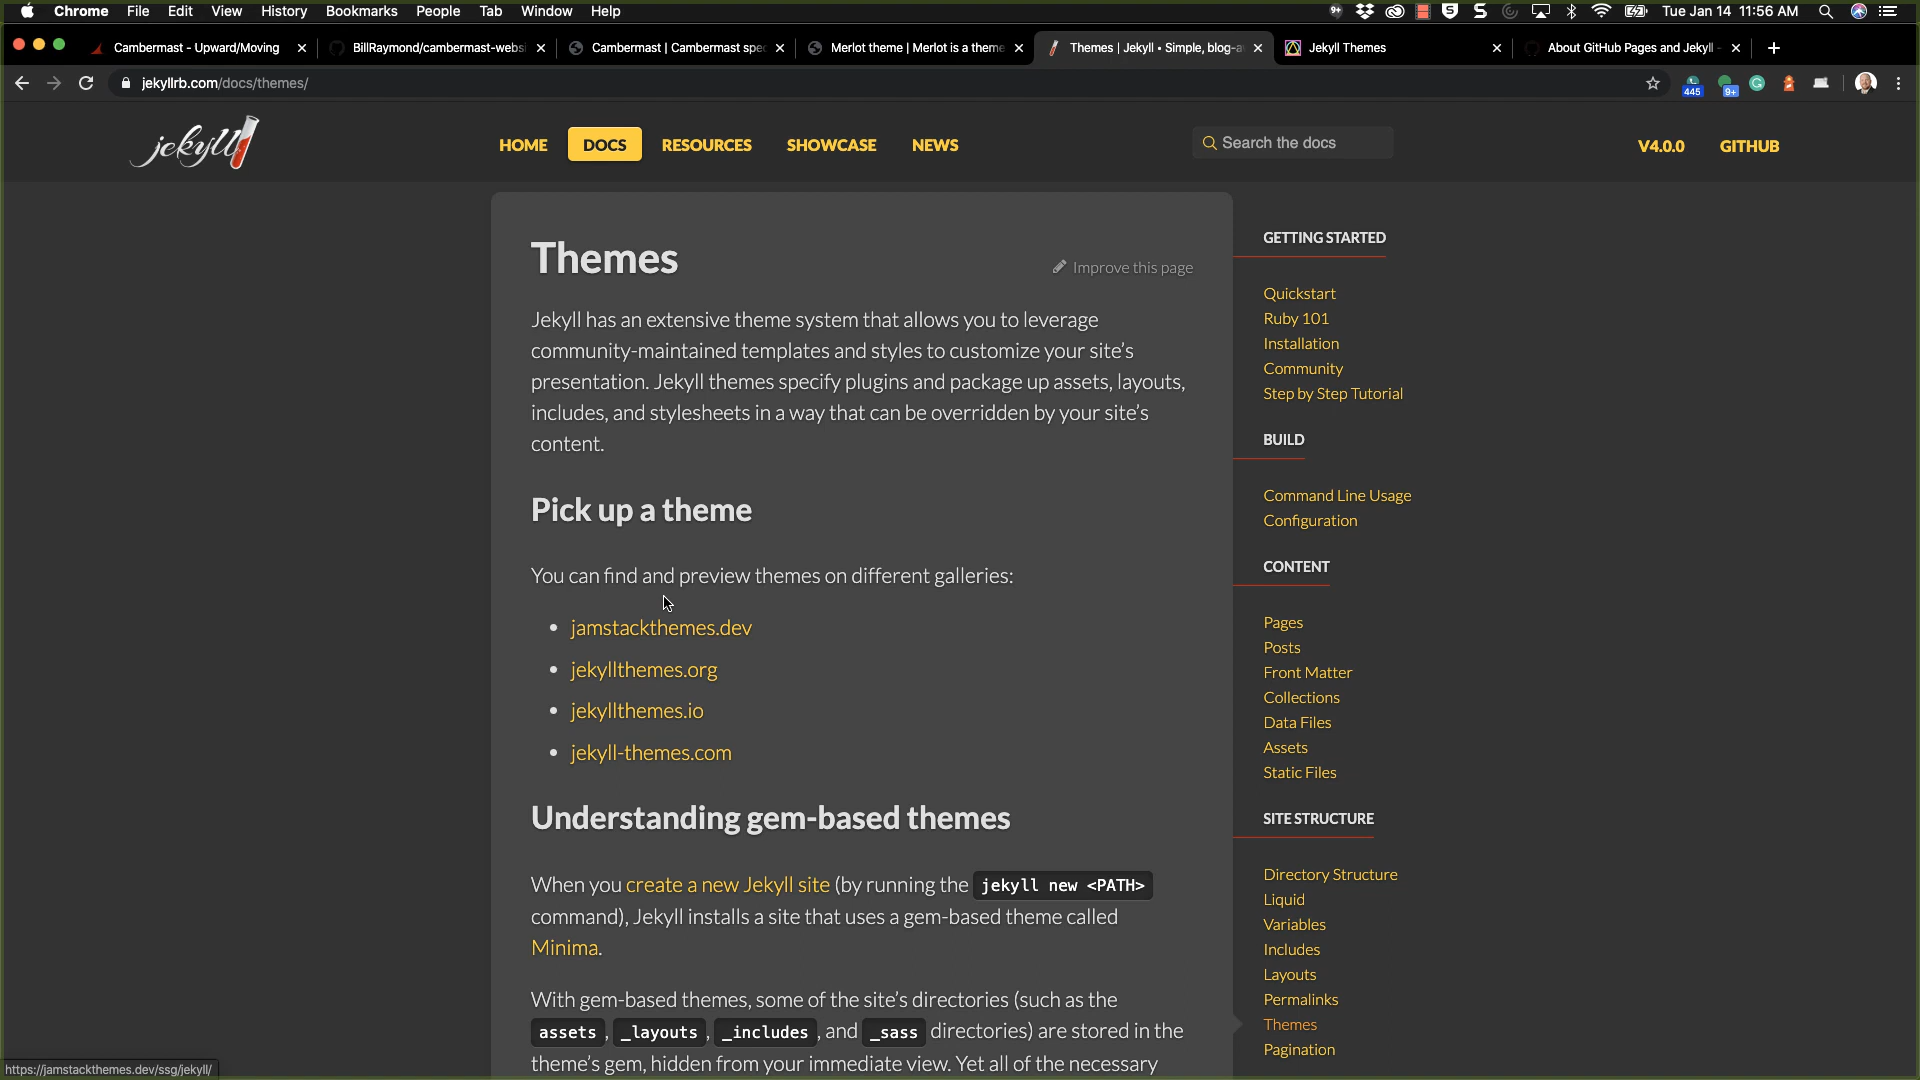 Chrome File Edit View History Bookmarks People Tab Window Help
9+
Tue Jan 14 11:56 AM
Cambermast - Upward/Moving
BillRaymond/cambermast-websi
Cambermast | Cambermast spec
Merlot theme | Merlot is a theme
Themes | Jekyll • Simple, blog-a
Jekyll Themes
About GitHub Pages and Jekyll -
jekyllrb.com/docs/themes/
445
9+
jekyll
HOME
DOCS
RESOURCES
SHOWCASE
NEWS
Search the docs
V4.0.0
GITHUB
Themes
Improve this page
Jekyll has an extensive theme system that allows you to leverage
community-maintained templates and styles to customize your site’s
presentation. Jekyll themes specify plugins and package up assets, layouts,
includes, and stylesheets in a way that can be overridden by your site’s
content.
Pick up a theme
You can find and preview themes on different galleries:
• jamstackthemes.dev
• jekyllthemes.org
• jekyllthemes.io
• jekyll-themes.com
Understanding gem-based themes
When you create a new Jekyll site (by running the jekyll new <PATH>
command), Jekyll installs a site that uses a gem-based theme called
Minima.
With gem-based themes, some of the site’s directories (such as the
assets, _layouts, _includes, and _sass directories) are stored in the
theme’s gem, hidden from your immediate view. Yet all of the necessary
GETTING STARTED
Quickstart
Ruby 101
Installation
Community
Step by Step Tutorial
BUILD
Command Line Usage
Configuration
CONTENT
Pages
Posts
Front Matter
Collections
Data Files
Assets
Static Files
SITE STRUCTURE
Directory Structure
Liquid
Variables
Includes
Layouts
Permalinks
Themes
Pagination
https://jamstackthemes.dev/ssg/jekyll/